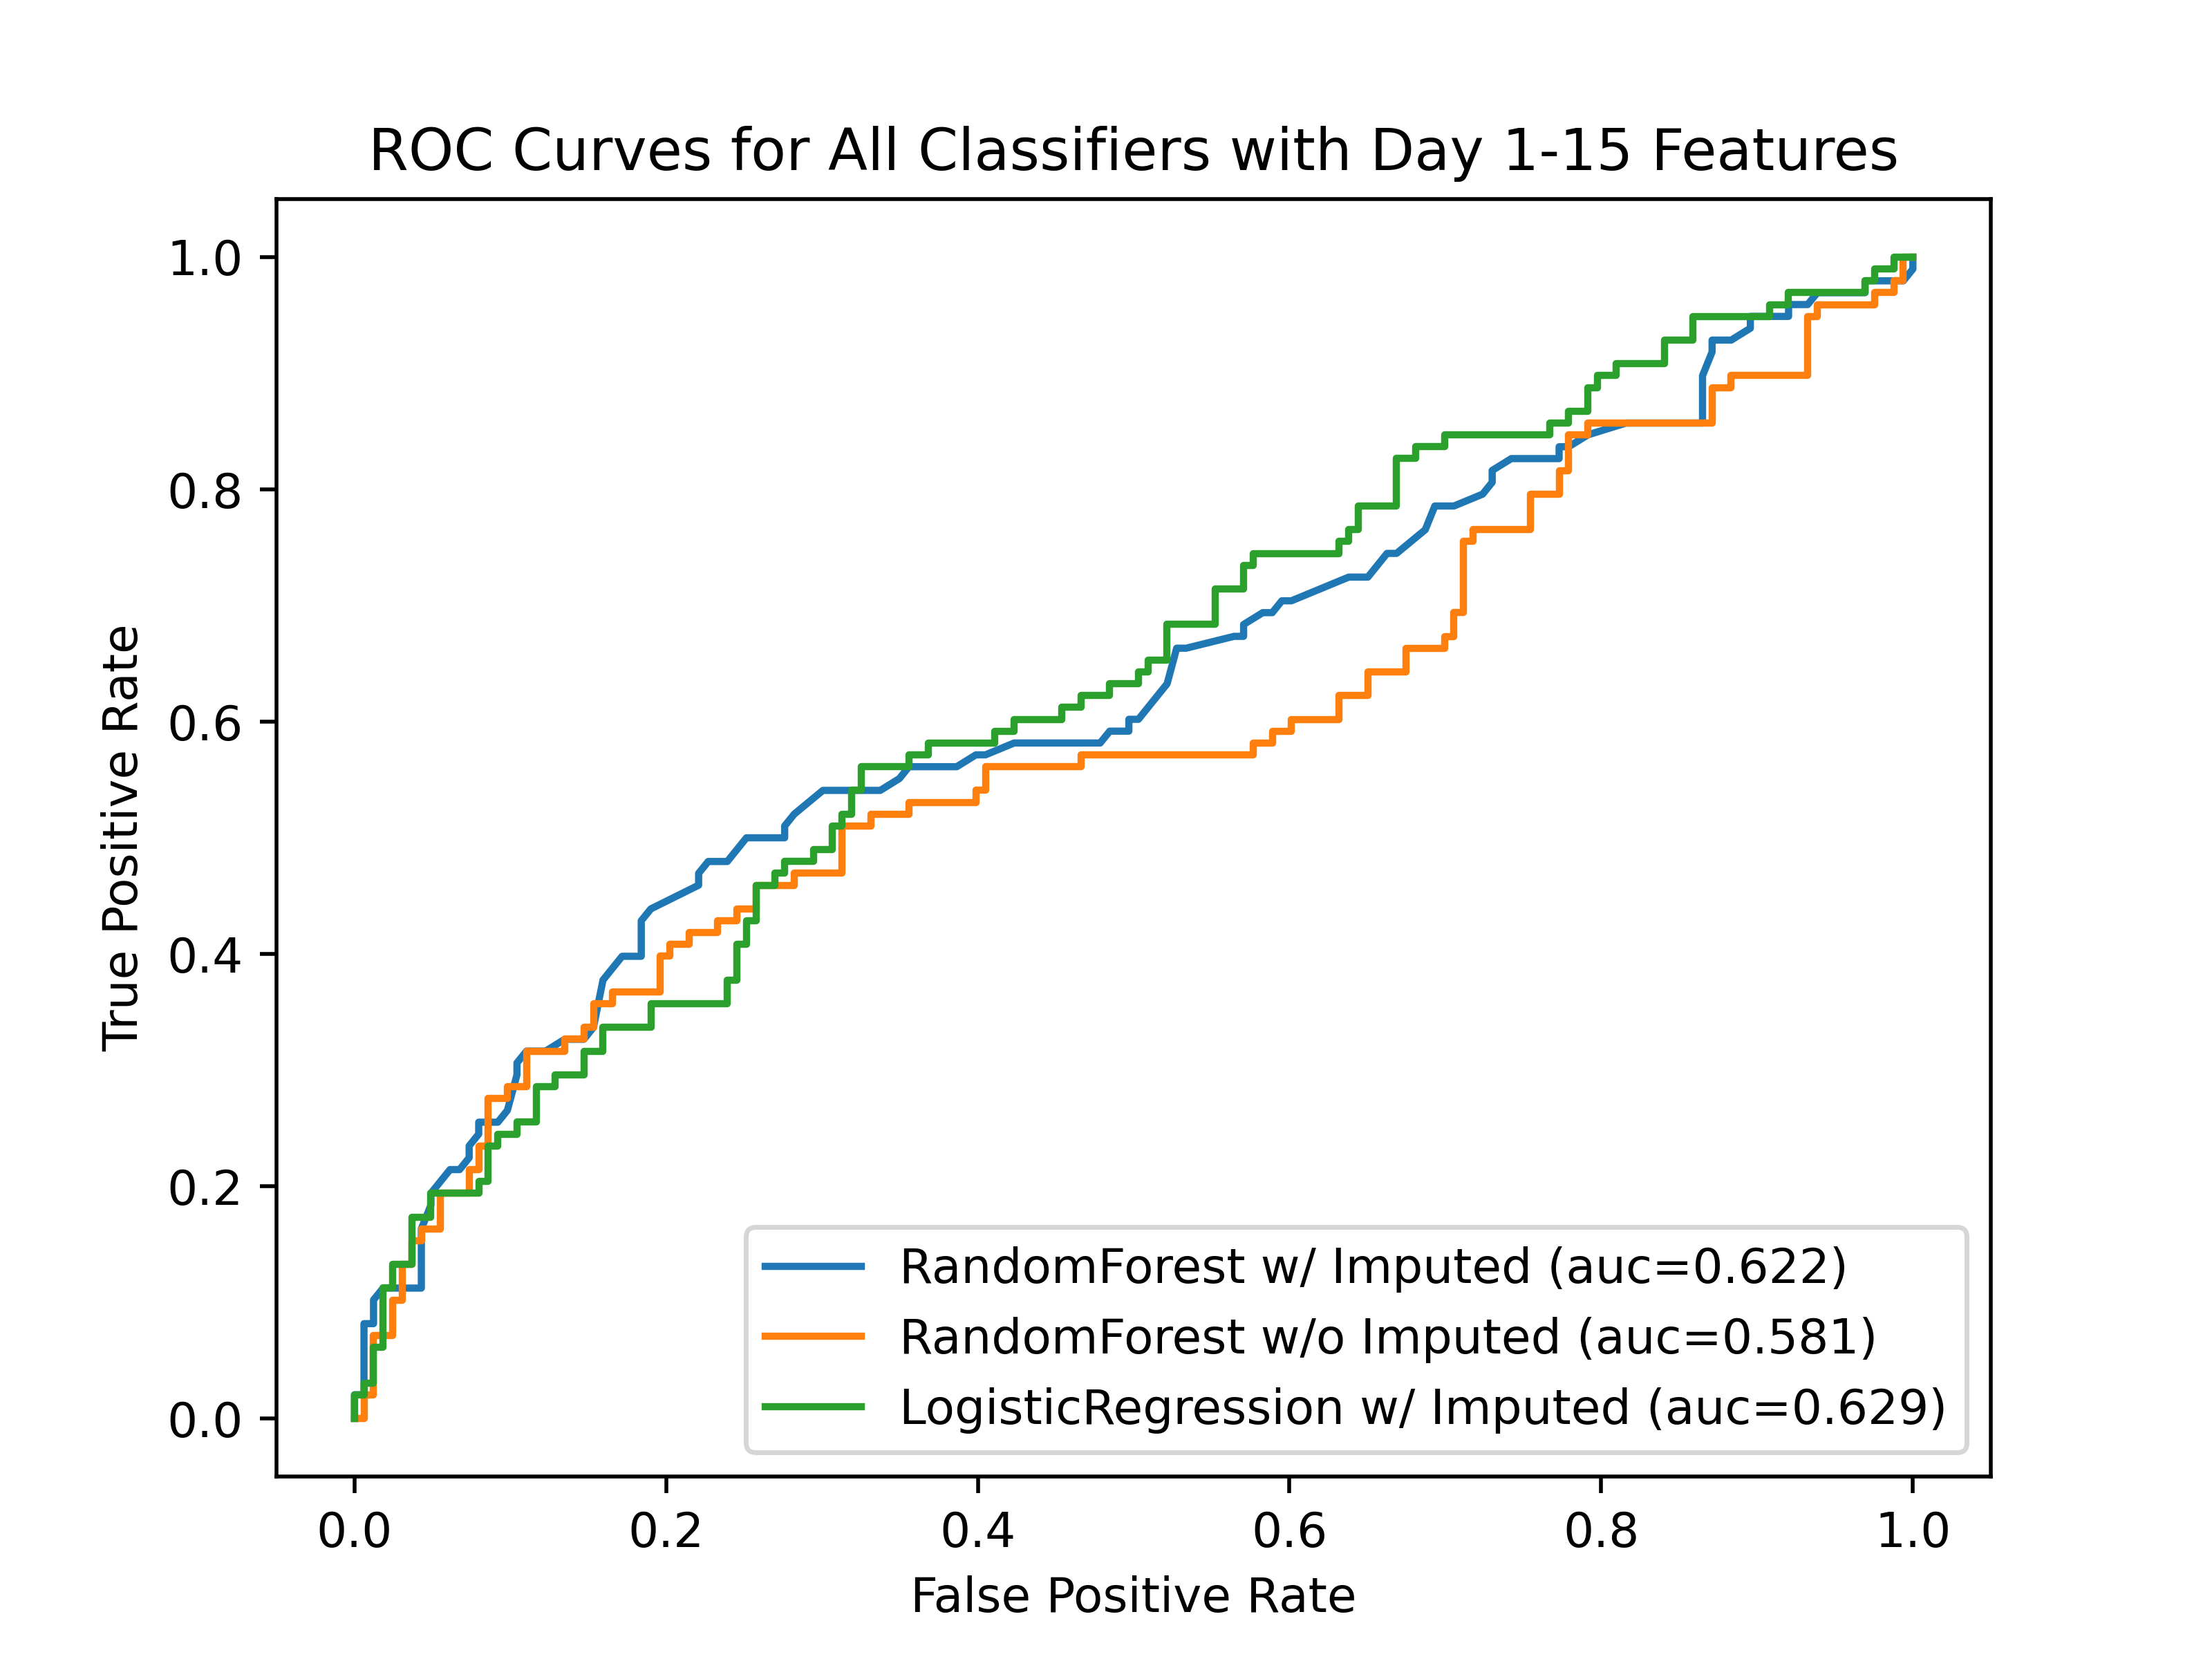 ROC Curves for All Classifiers with Day 1-15 Features
1.0
0.8
0.6
0.4
0.2
0.0
True Positive Rate
RandomForest w/ Imputed (auc=0.622)
RandomForest w/o Imputed (auc=0.581)
LogisticRegression w/ Imputed (auc=0.629)
0.0 0.2 0.4 0.6 0.8 1.0
False Positive Rate